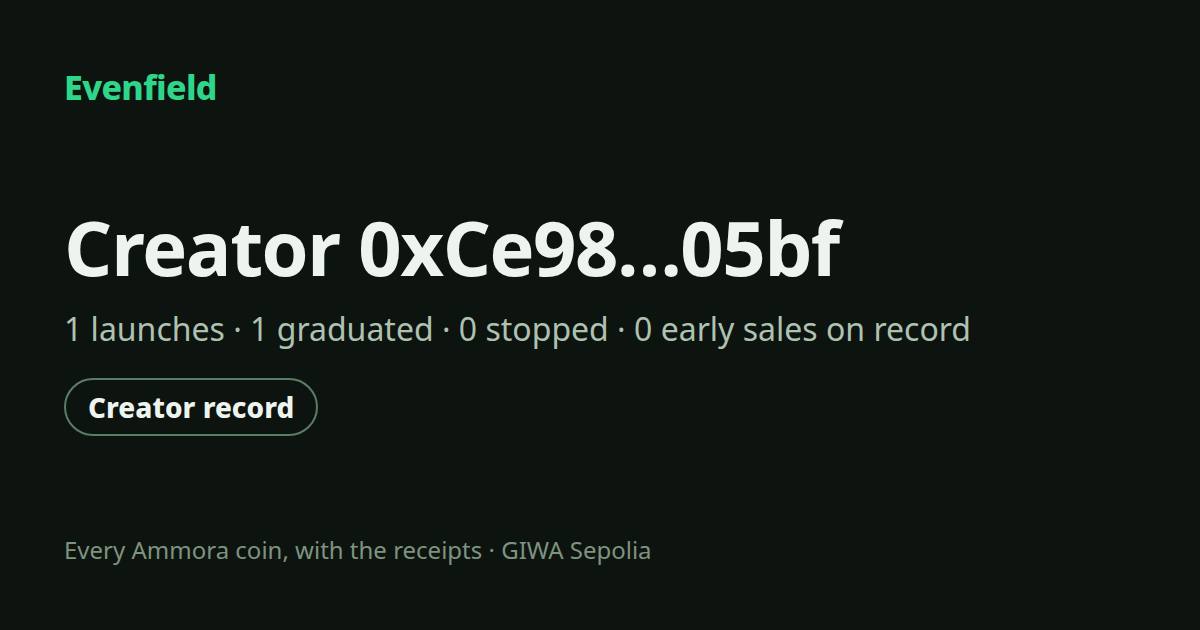 Evenfield
Creator 0xCe98…05bf
1 launches · 1 graduated · 0 stopped · 0 early sales on record
Creator record
Every Ammora coin, with the receipts · GIWA Sepolia